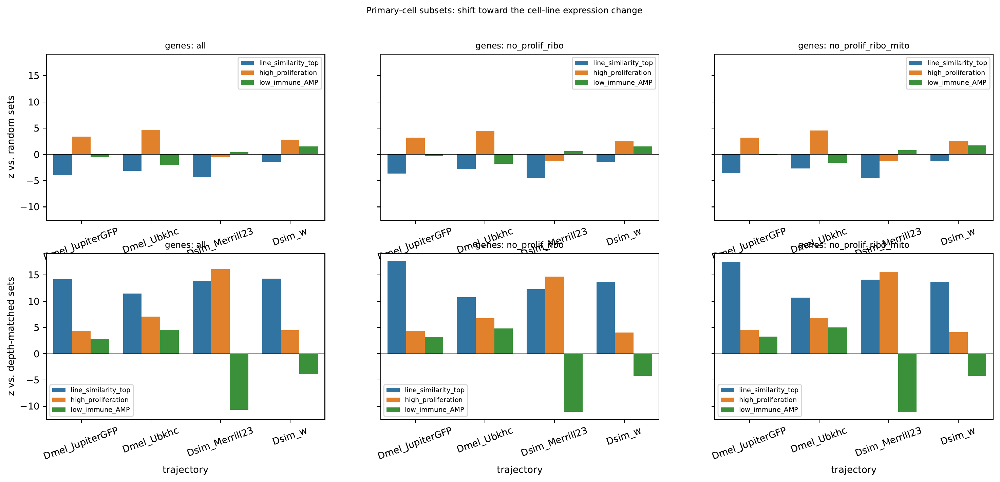 Primary-cell subsets: shift toward the cell-line expression change
genes: all
genes: no_prolif_ribo
genes: no_prolif_ribo_mito
z vs. random sets
15
10
5
0
−5
−10
line_similarity_top
high_proliferation
low_immune_AMP
line_similarity_top
high_proliferation
low_immune_AMP
line_similarity_top
high_proliferation
low_immune_AMP
Dmel_JupiterGFP
Dmel_Ubkhc
Dsim_Merrill23
Dsim_w
Dmel_JupiterGFP
Dmel_Ubkhc
Dsim_Merrill23
Dsim_w
Dmel_JupiterGFP
Dmel_Ubkhc
Dsim_Merrill23
Dsim_w
genes: all
genes: no_prolif_ribo
genes: no_prolif_ribo_mito
z vs. depth-matched sets
15
10
5
0
−5
−10
line_similarity_top
high_proliferation
low_immune_AMP
line_similarity_top
high_proliferation
low_immune_AMP
line_similarity_top
high_proliferation
low_immune_AMP
Dmel_JupiterGFP
Dmel_Ubkhc
Dsim_Merrill23
Dsim_w
Dmel_JupiterGFP
Dmel_Ubkhc
Dsim_Merrill23
Dsim_w
Dmel_JupiterGFP
Dmel_Ubkhc
Dsim_Merrill23
Dsim_w
trajectory
trajectory
trajectory